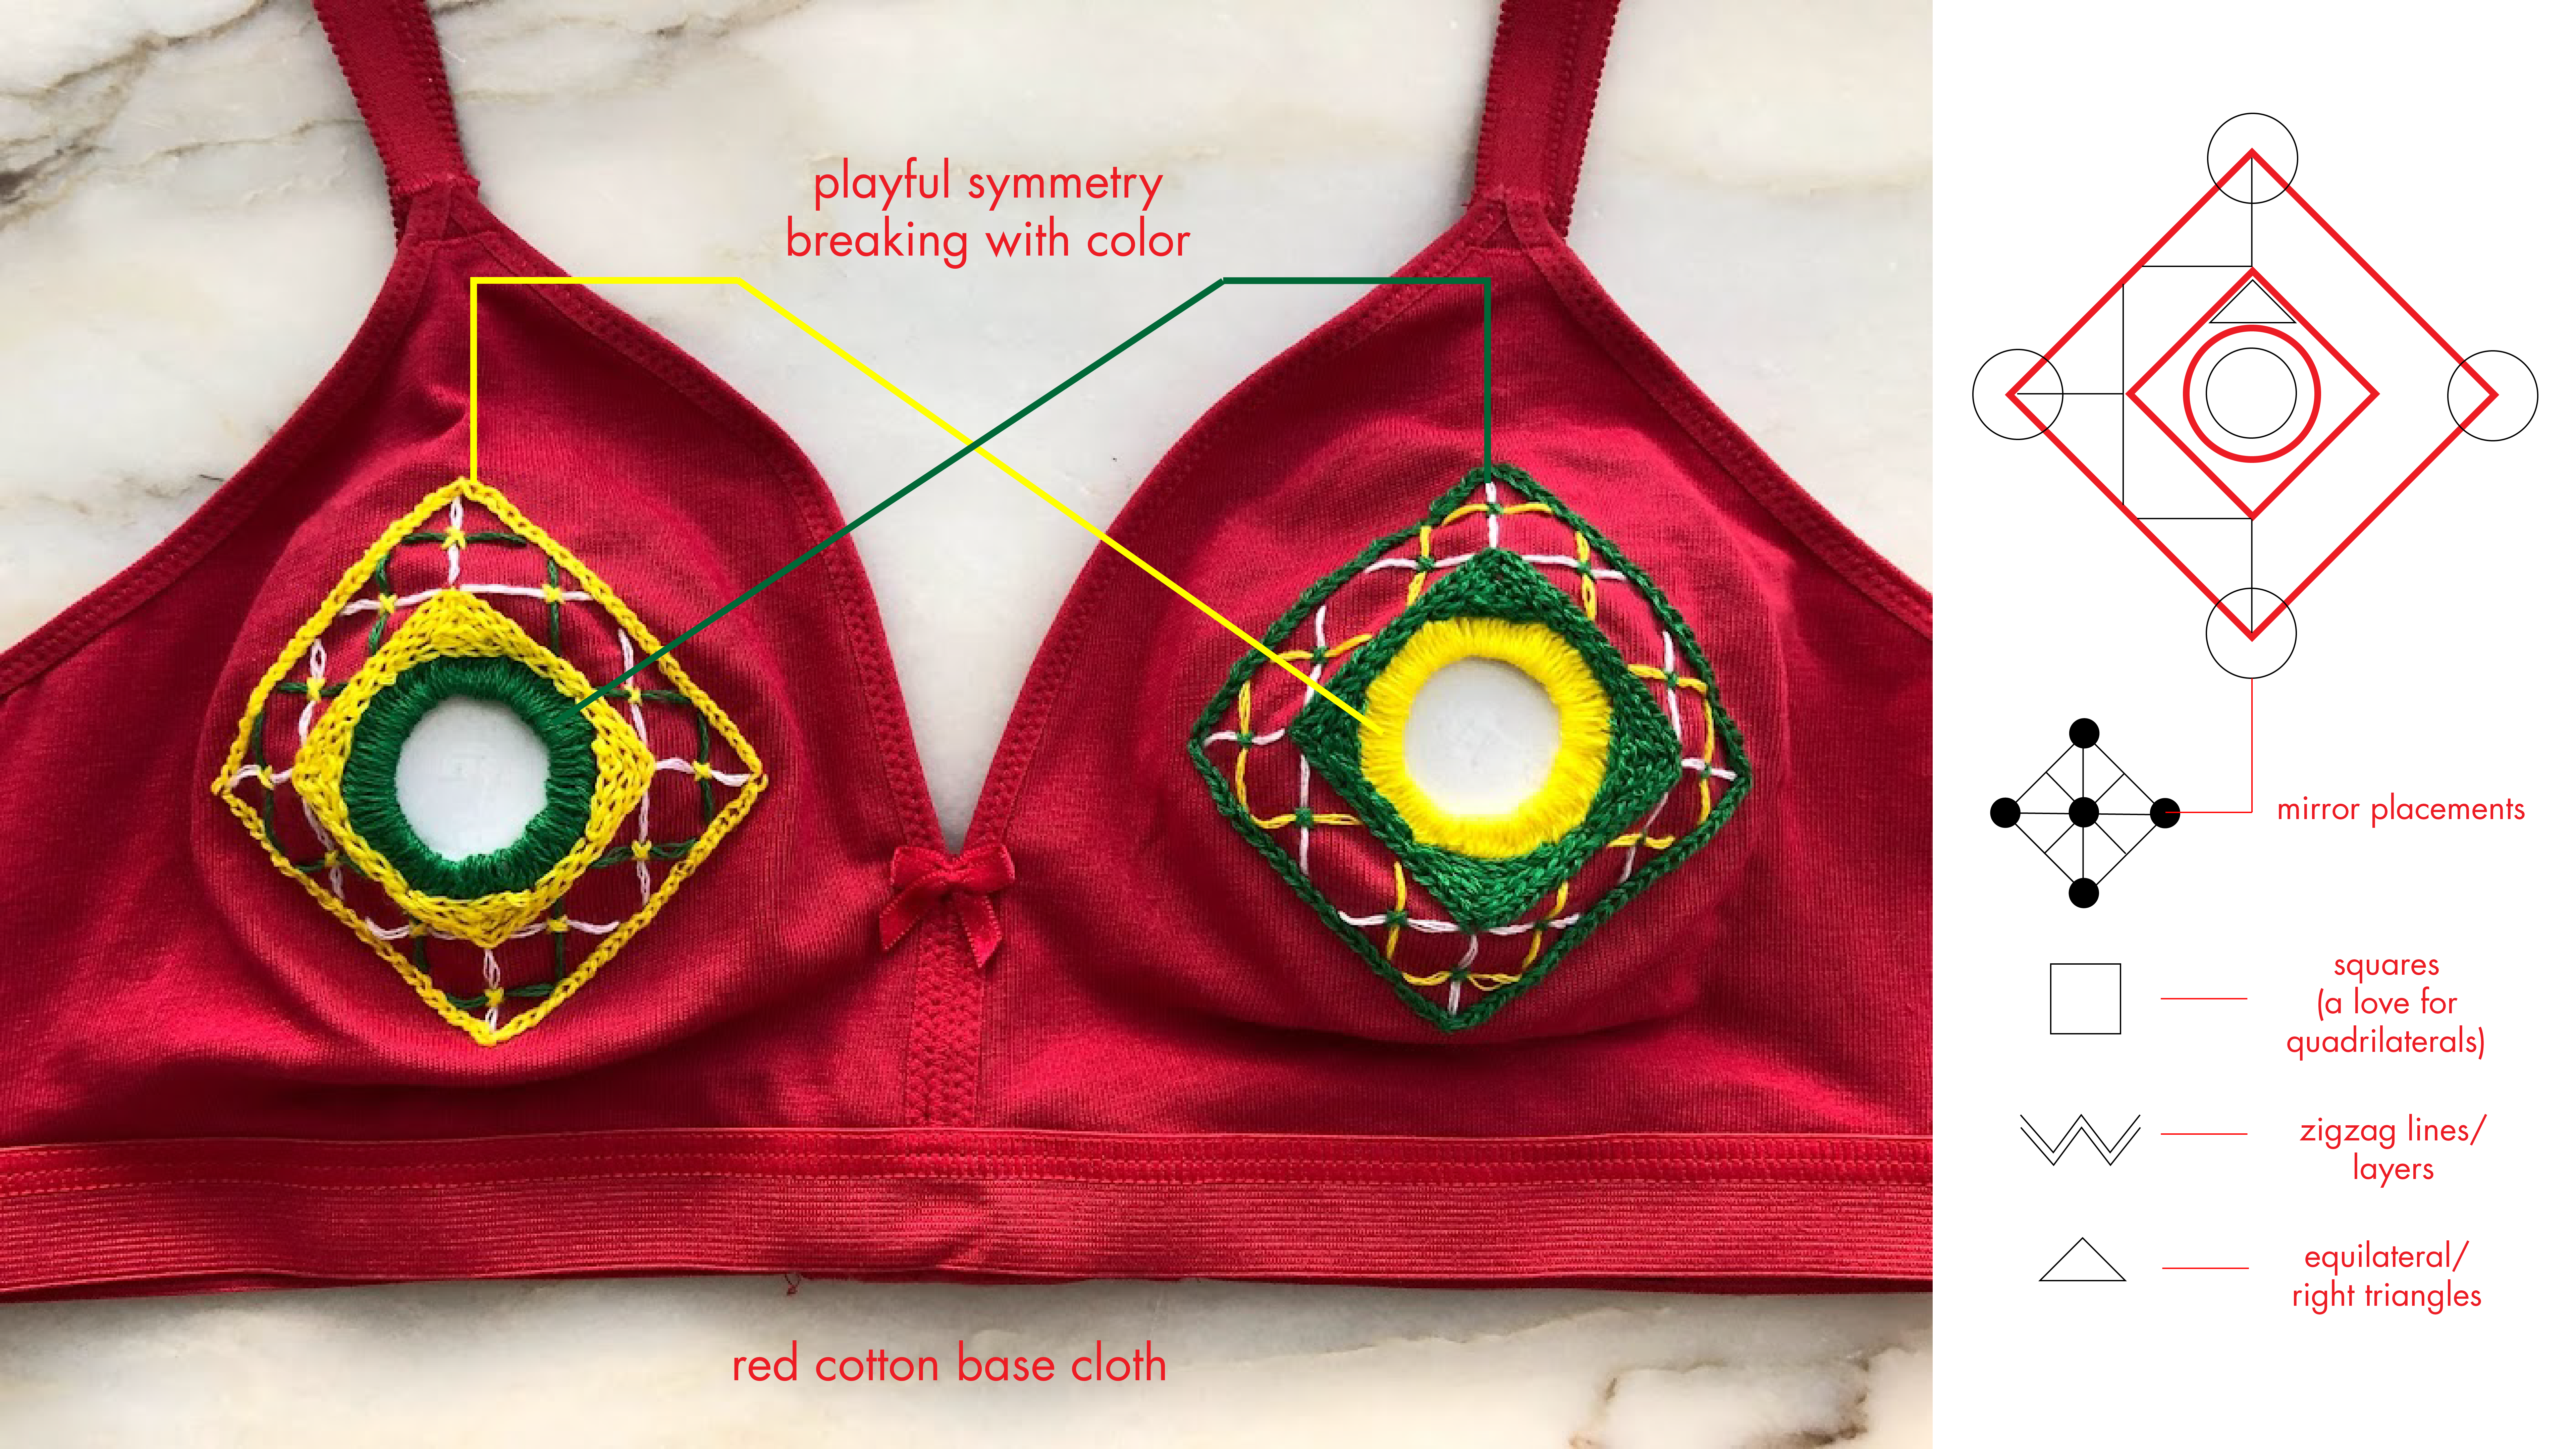 playful symmetry
breaking with color
red cotton base cloth
mirror placements
squares
(a love for
quadrilaterals)
zigzag lines/
layers
equilateral/
right triangles